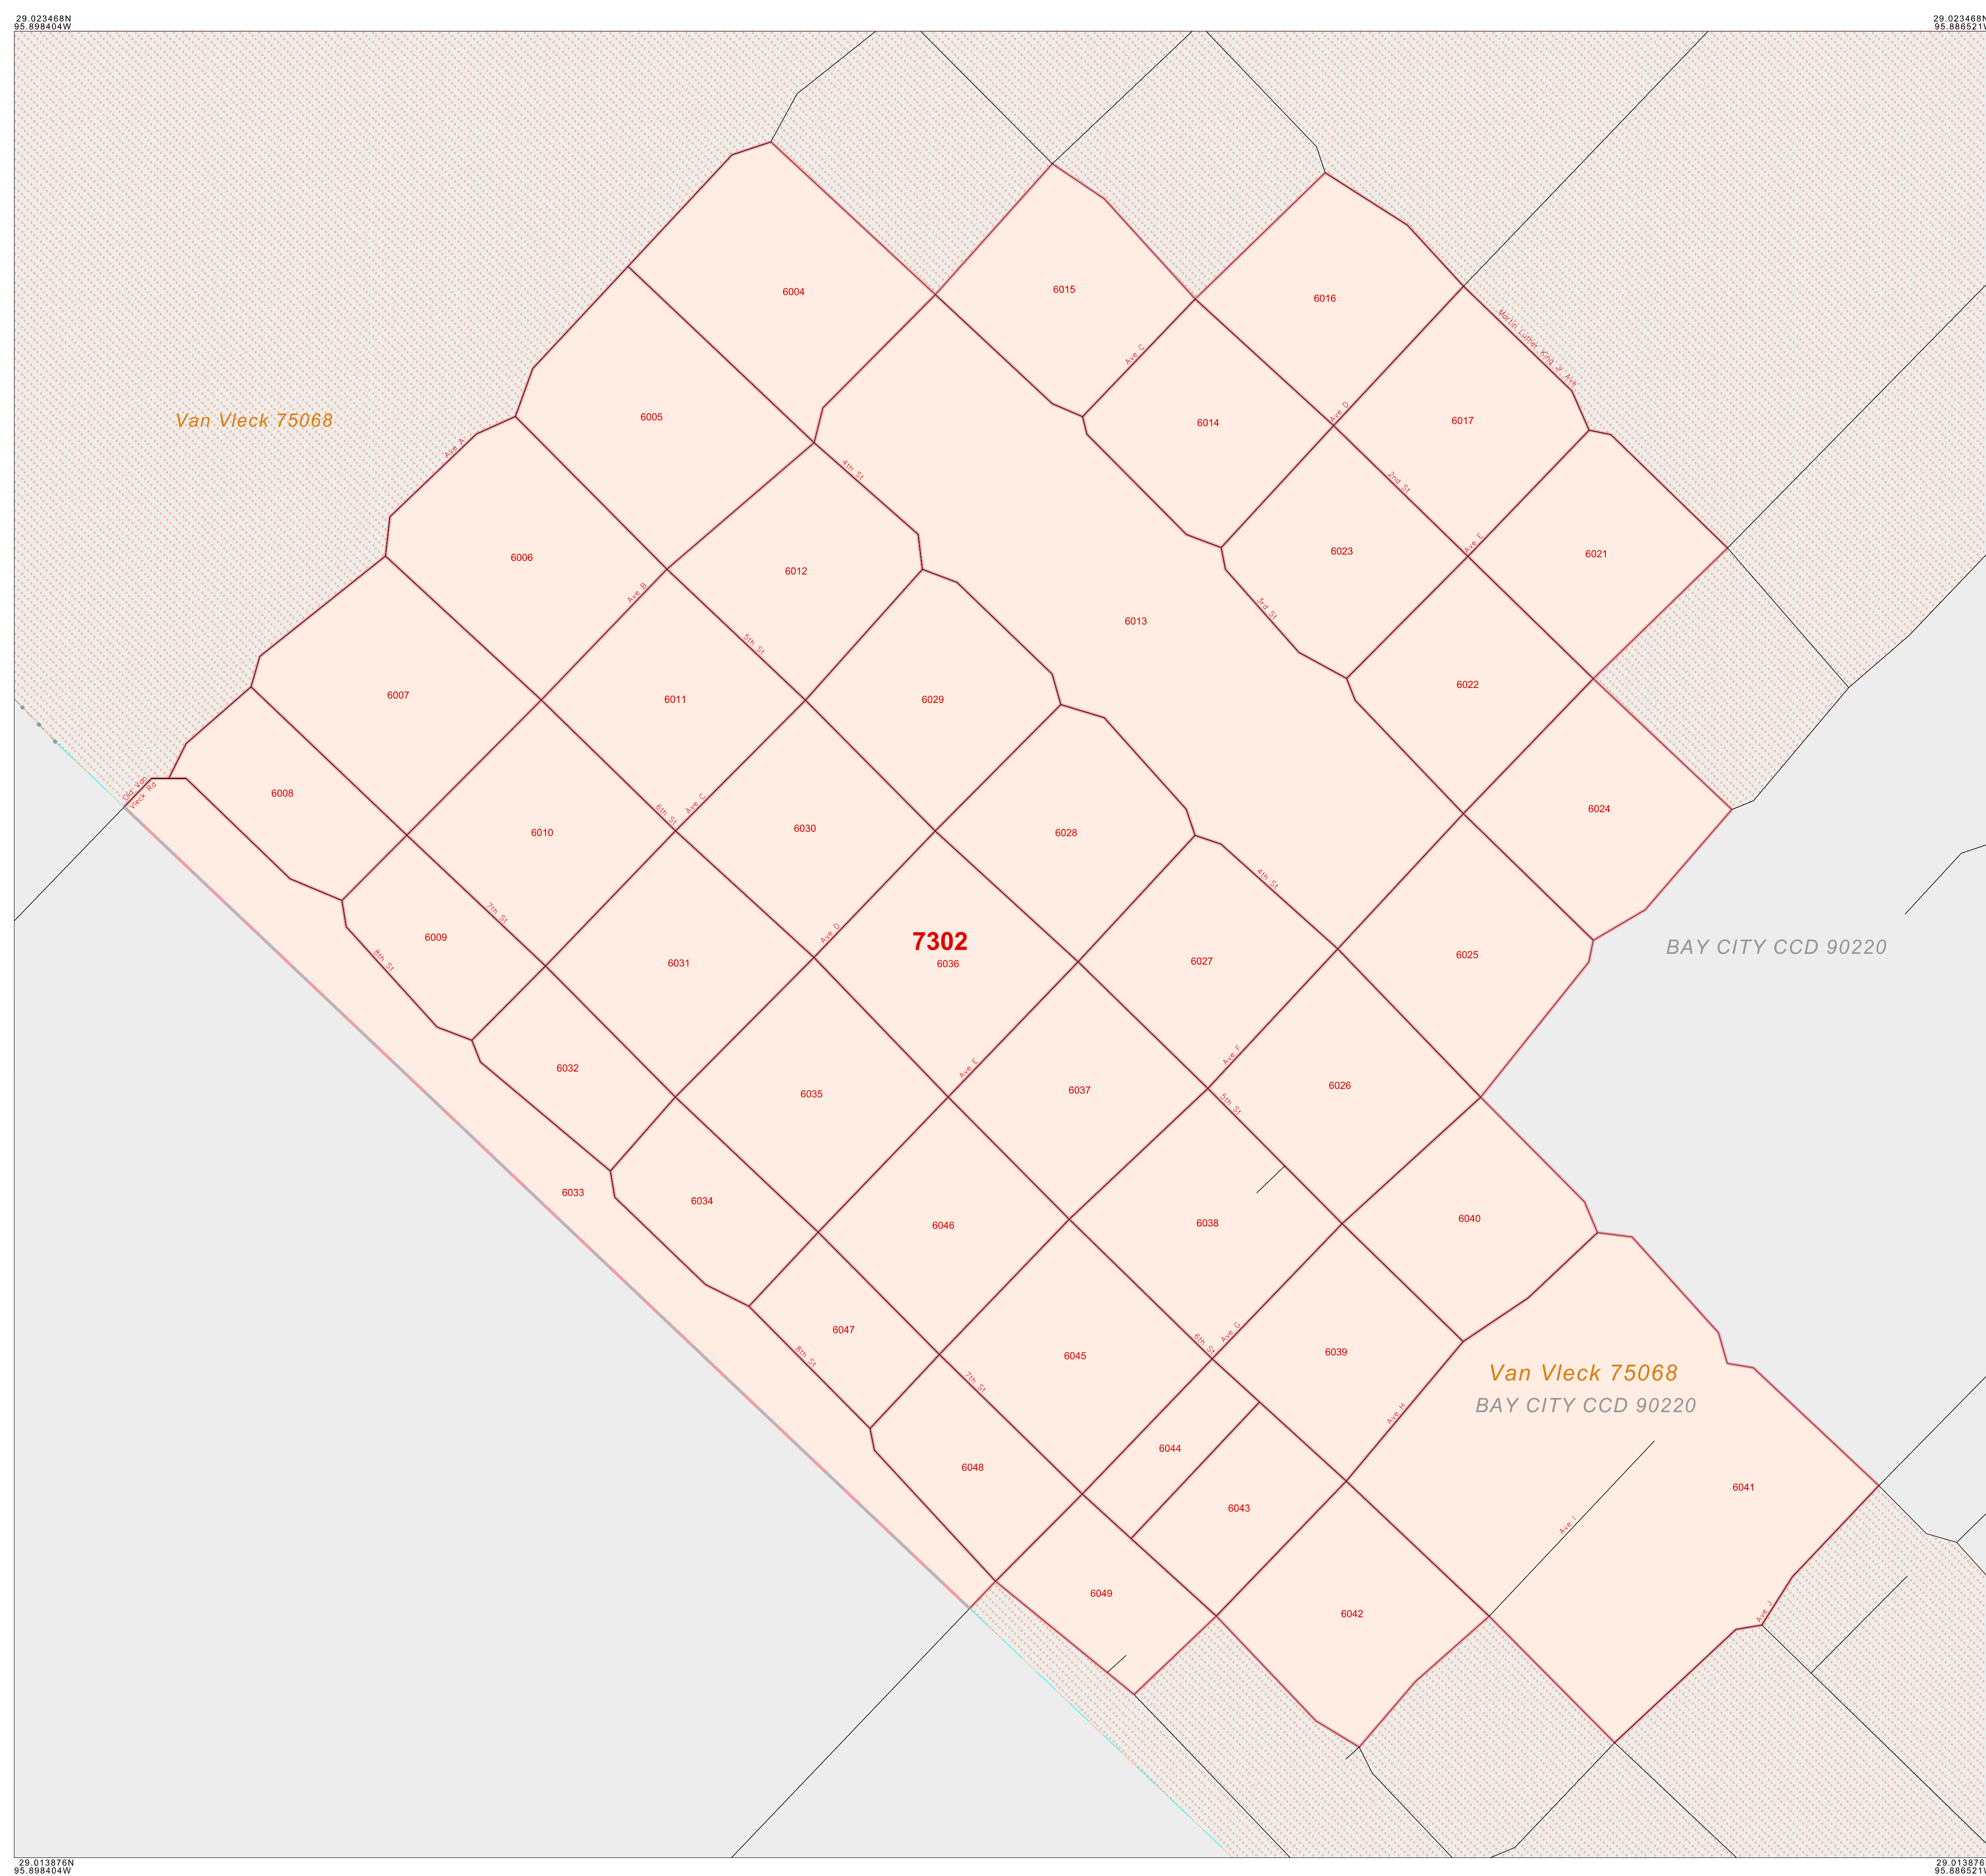 29.023468N
95.898404W
29.023468N
95.886521W
Martin Luther King Jr Ave
6004
6015
6016
Ave C
6005
6014
Ave D
6017
Van Vleck 75068
Ave A
4th St
2nd St
6006
6012
6023
Ave E
6021
Ave B
3rd St
6013
5th St
6007
6011
6029
6022
Old Van
Vleck Rd
6008
6010
6th St
Ave C
6030
6028
6024
4th St
7th St
6009
8th St
6031
Ave D
7302
6036
6027
6025
BAY CITY CCD 90220
6032
6035
Ave E
6037
Ave F
5th St
6026
6033
6034
6046
6038
6040
6047
8th St
7th St
6045
6th St
Ave G
6039
Van Vleck 75068
BAY CITY CCD 90220
Ave H
6048
6044
6043
6041
Ave I
6049
6042
Ave J
29.013876N
95.898404W
29.013876N
95.886521W